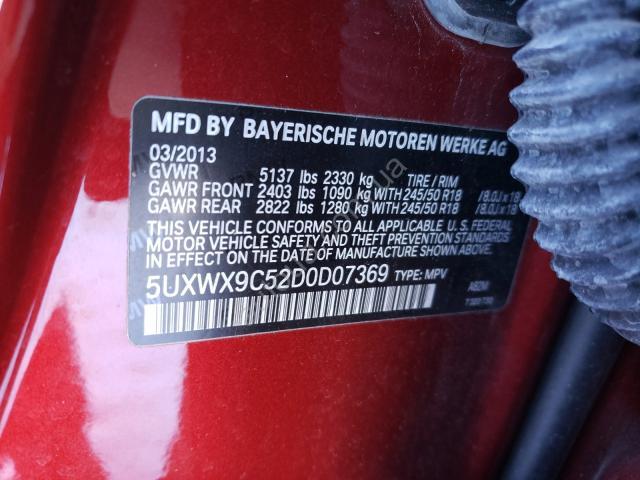 MFD BY BAYERISCHE MOTOREN WERKE AG
03/2013
GVWR 5137 lbs 2330 kg TIRE / RIM
GAWR FRONT 2403 lbs 1090 kg WITH 245/50 R18 / 8.0J x 18
GAWR REAR 2822 lbs 1280 kg WITH 245/50 R18 / 8.0J x 18
THIS VEHICLE CONFORMS TO ALL APPLICABLE U.S. FEDERAL
MOTOR VEHICLE SAFETY AND THEFT PREVENTION STANDARDS
IN EFFECT ON THE DATE OF MANUFACTURE SHOWN ABOVE.
5UXWX9C52D0D07369 TYPE: MPV